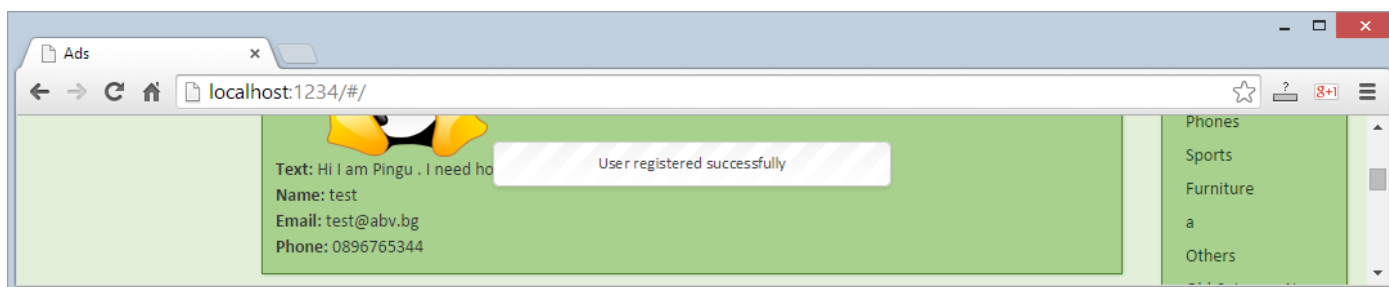 Ads
localhost:1234/#/
?
g+1
Text: Hi I am Pingu . I need
User registered successfully
Name: test
Email: test@abv.bg
Phone: 0896765344
Phones
Sports
Furniture
a
Others